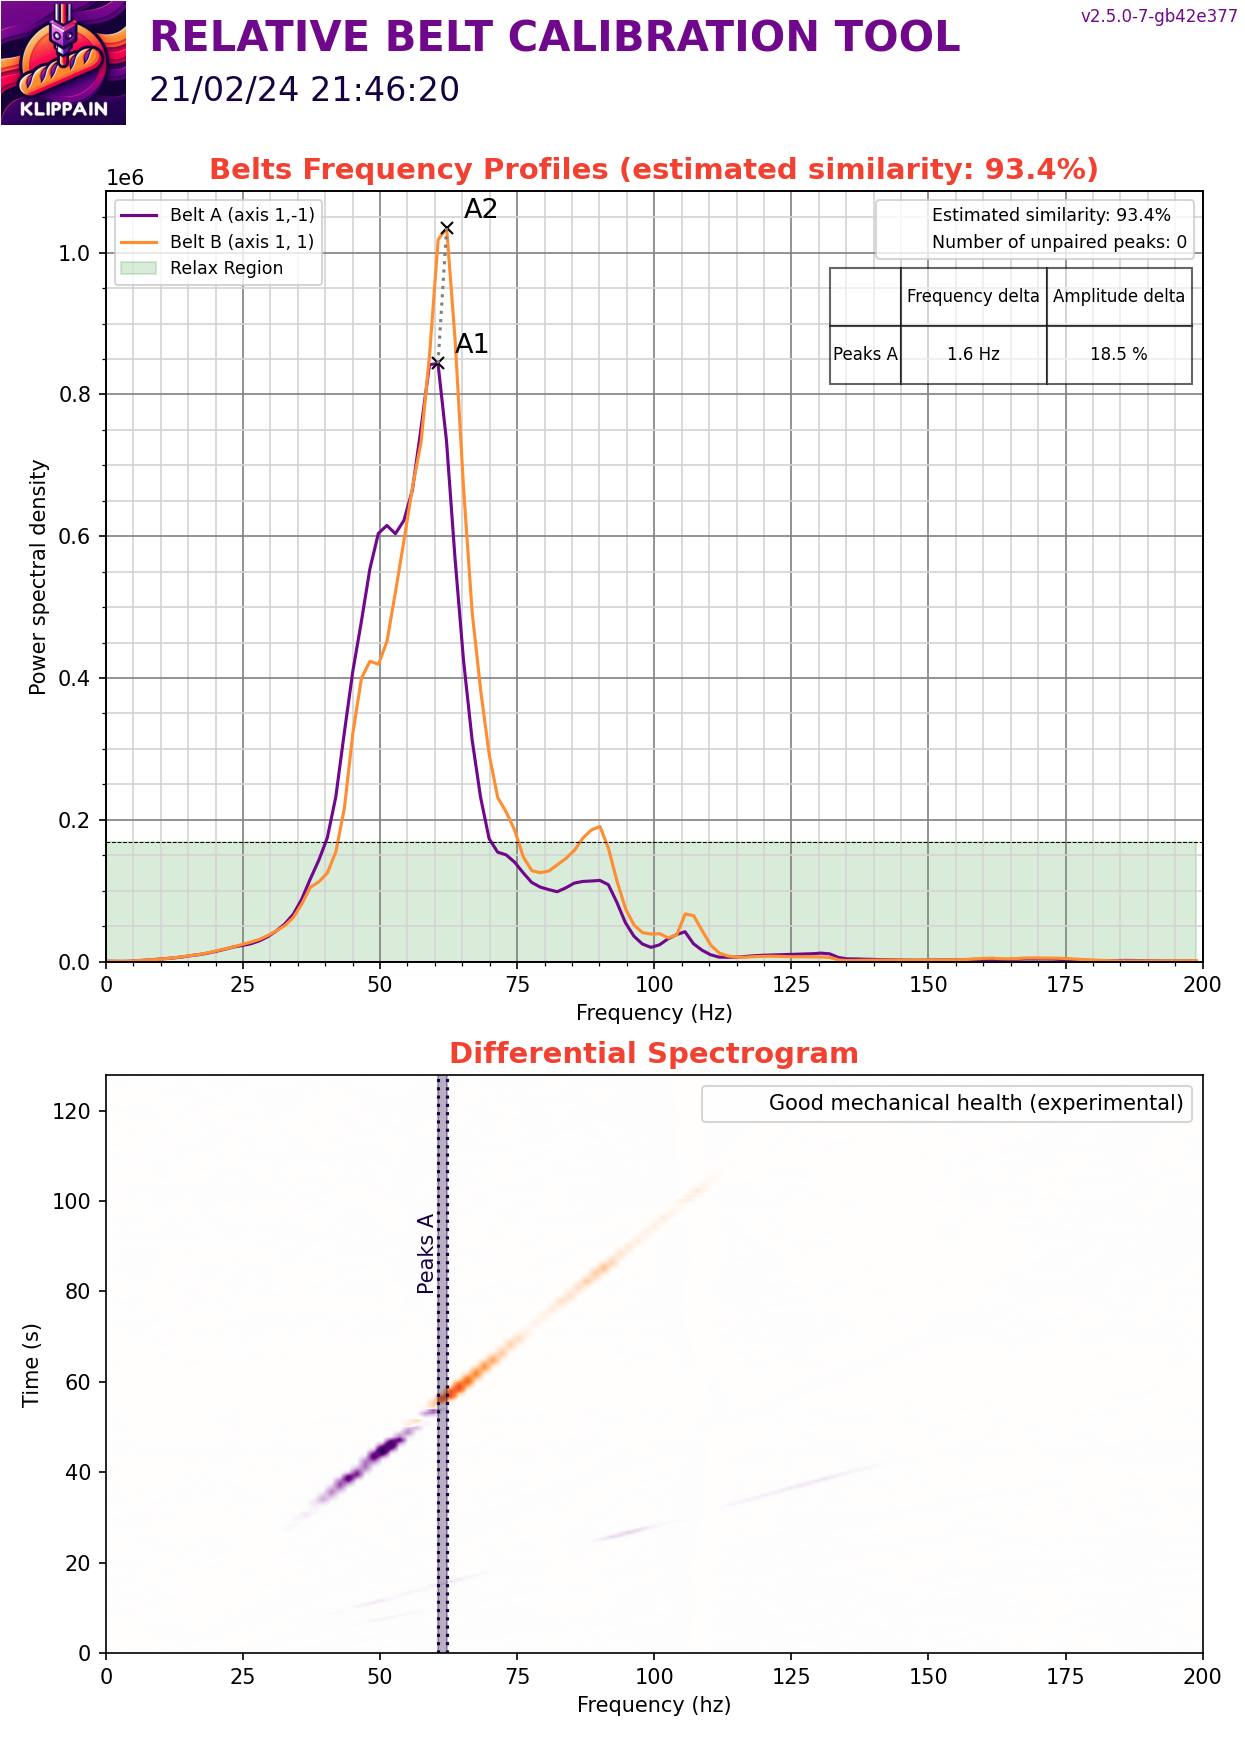 v2.5.0-7-gb42e377
RELATIVE BELT CALIBRATION TOOL
21/02/24 21:46:20
KLIPPAIN
Belts Frequency Profiles (estimated similarity: 93.4%)
1e6
A2
Belt A (axis 1,-1)
Belt B (axis 1, 1)
Relax Region
Estimated similarity: 93.4%
Number of unpaired peaks: 0
Frequency delta Amplitude delta
Peaks A 1.6 Hz 18.5 %
A1
1.0
0.8
0.6
0.4
0.2
0.0
Power spectral density
0 25 50 75 100 125 150 175 200
Frequency (Hz)
Differential Spectrogram
Good mechanical health (experimental)
Peaks A
120
100
80
60
40
20
0
Time (s)
0 25 50 75 100 125 150 175 200
Frequency (hz)